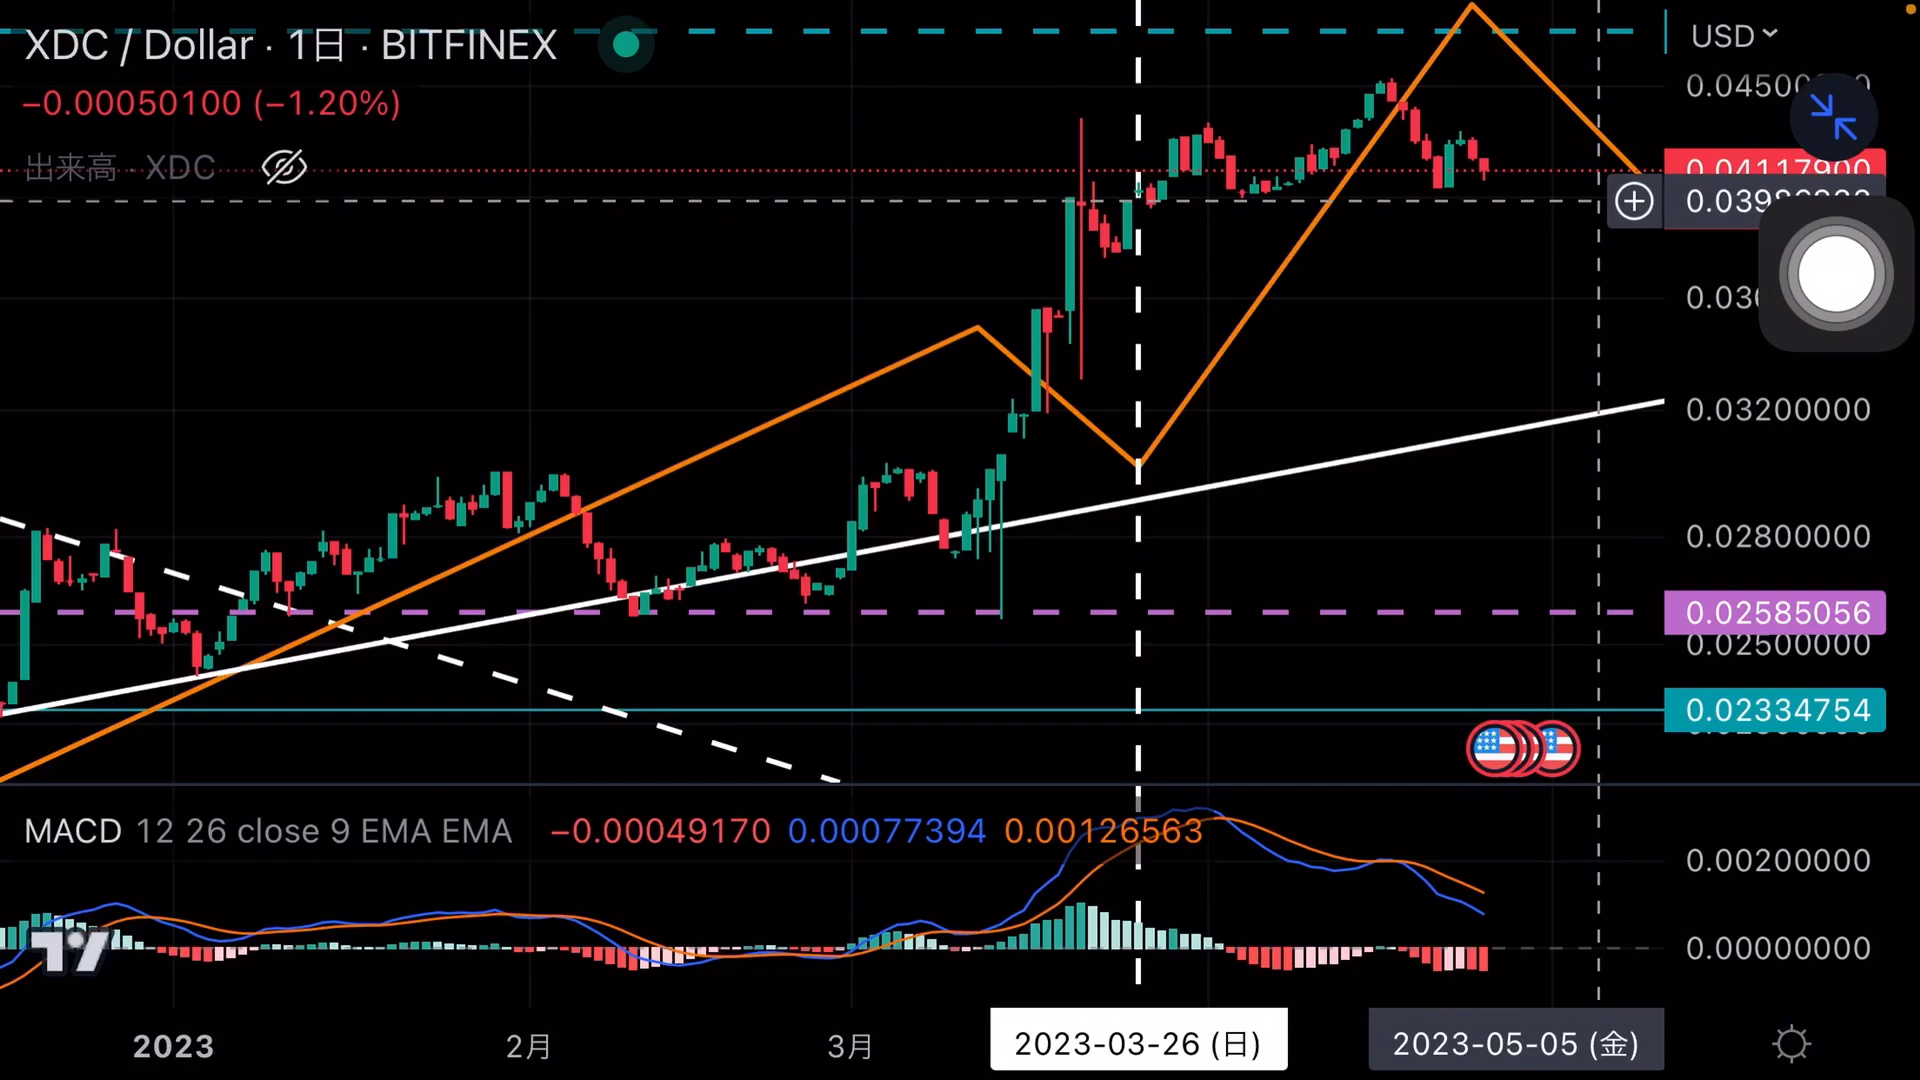 XDC / Dollar · 1日 · BITFINEX
USD
−0.00050100 (−1.20%)
出来高 · XDC
0.04117900
0.03200000
0.02800000
0.02585056
0.02500000
0.02334754
MACD 12 26 close 9 EMA EMA −0.00049170 0.00077394 0.00126563
0.00200000
0.00000000
2023 2月 3月 2023-03-26 (日) 2023-05-05 (金)